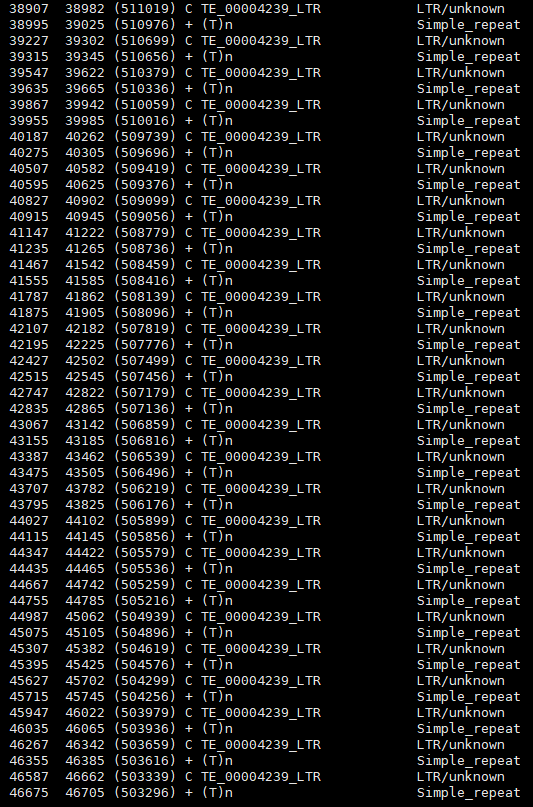 38907 38982 (511019) C TE_00004239_LTR LTR/unknown
38995 39025 (510976) + (T)n Simple_repeat
39227 39302 (510699) C TE_00004239_LTR LTR/unknown
39315 39345 (510656) + (T)n Simple_repeat
39547 39622 (510379) C TE_00004239_LTR LTR/unknown
39635 39665 (510336) + (T)n Simple_repeat
39867 39942 (510059) C TE_00004239_LTR LTR/unknown
39955 39985 (510016) + (T)n Simple_repeat
40187 40262 (509739) C TE_00004239_LTR LTR/unknown
40275 40305 (509696) + (T)n Simple_repeat
40507 40582 (509419) C TE_00004239_LTR LTR/unknown
40595 40625 (509376) + (T)n Simple_repeat
40827 40902 (509099) C TE_00004239_LTR LTR/unknown
40915 40945 (509056) + (T)n Simple_repeat
41147 41222 (508779) C TE_00004239_LTR LTR/unknown
41235 41265 (508736) + (T)n Simple_repeat
41467 41542 (508459) C TE_00004239_LTR LTR/unknown
41555 41585 (508416) + (T)n Simple_repeat
41787 41862 (508139) C TE_00004239_LTR LTR/unknown
41875 41905 (508096) + (T)n Simple_repeat
42107 42182 (507819) C TE_00004239_LTR LTR/unknown
42195 42225 (507776) + (T)n Simple_repeat
42427 42502 (507499) C TE_00004239_LTR LTR/unknown
42515 42545 (507456) + (T)n Simple_repeat
42747 42822 (507179) C TE_00004239_LTR LTR/unknown
42835 42865 (507136) + (T)n Simple_repeat
43067 43142 (506859) C TE_00004239_LTR LTR/unknown
43155 43185 (506816) + (T)n Simple_repeat
43387 43462 (506539) C TE_00004239_LTR LTR/unknown
43475 43505 (506496) + (T)n Simple_repeat
43707 43782 (506219) C TE_00004239_LTR LTR/unknown
43795 43825 (506176) + (T)n Simple_repeat
44027 44102 (505899) C TE_00004239_LTR LTR/unknown
44115 44145 (505856) + (T)n Simple_repeat
44347 44422 (505579) C TE_00004239_LTR LTR/unknown
44435 44465 (505536) + (T)n Simple_repeat
44667 44742 (505259) C TE_00004239_LTR LTR/unknown
44755 44785 (505216) + (T)n Simple_repeat
44987 45062 (504939) C TE_00004239_LTR LTR/unknown
45075 45105 (504896) + (T)n Simple_repeat
45307 45382 (504619) C TE_00004239_LTR LTR/unknown
45395 45425 (504576) + (T)n Simple_repeat
45627 45702 (504299) C TE_00004239_LTR LTR/unknown
45715 45745 (504256) + (T)n Simple_repeat
45947 46022 (503979) C TE_00004239_LTR LTR/unknown
46035 46065 (503936) + (T)n Simple_repeat
46267 46342 (503659) C TE_00004239_LTR LTR/unknown
46355 46385 (503616) + (T)n Simple_repeat
46587 46662 (503339) C TE_00004239_LTR LTR/unknown
46675 46705 (503296) + (T)n Simple_repeat